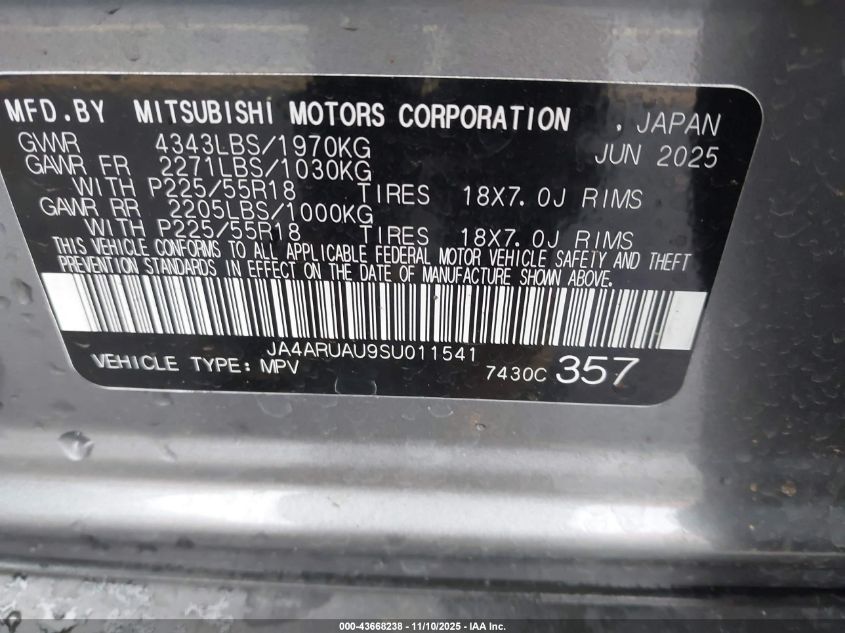 MFD.BY MITSUBISHI MOTORS CORPORATION , JAPAN
GVWR 4343LBS/1970KG JUN 2025
GAWR FR 2271LBS/1030KG
WITH P225/55R18 TIRES 18X7.0J RIMS
GAWR RR 2205LBS/1000KG
WITH P225/55R18 TIRES 18X7.0J RIMS
THIS VEHICLE CONFORMS TO ALL APPLICABLE FEDERAL MOTOR VEHICLE SAFETY AND THEFT
PREVENTION STANDARDS IN EFFECT ON THE DATE OF MANUFACTURE SHOWN ABOVE.
JA4ARUAU9SU011541
VEHICLE TYPE: MPV 7430C 357
000-43668238 - 11/10/2025 - IAA Inc.